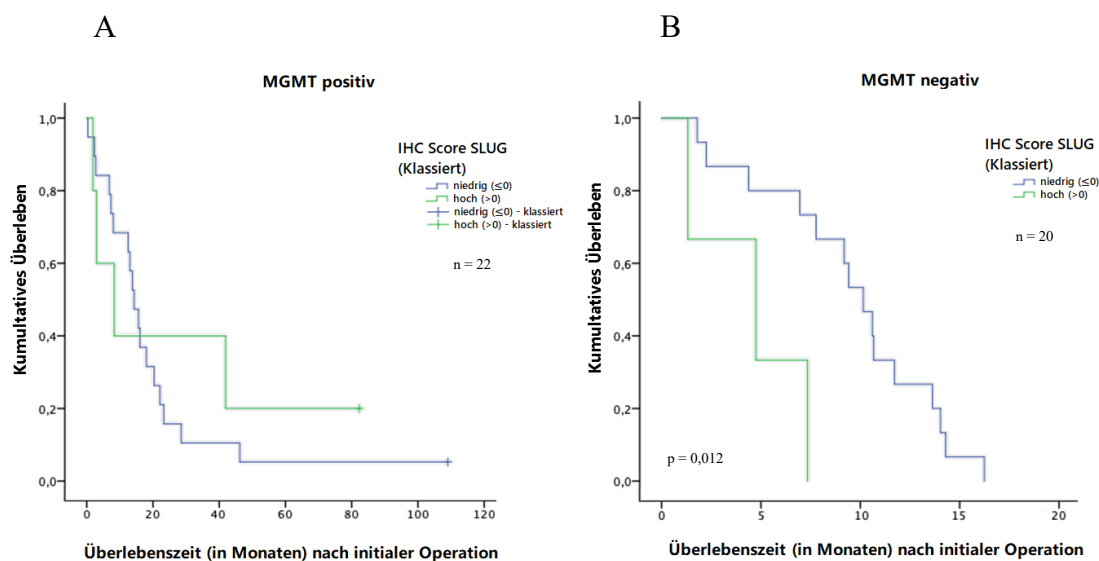 A
MGMT positiv
Kumultatives Überleben
1,0
0,8
0,6
0,4
0,2
0,0
IHC Score SLUG
(Klassiert)
niedrig (≤0)
hoch (>0)
niedrig (≤0) - klassiert
hoch (>0) - klassiert
n = 22
0 20 40 60 80 100 120
Überlebenszeit (in Monaten) nach initialer Operation
B
MGMT negativ
Kumultatives Überleben
1,0
0,8
0,6
0,4
0,2
0,0
IHC Score SLUG
(Klassiert)
niedrig (≤0)
hoch (>0)
n = 20
p = 0,012
0 5 10 15 20
Überlebenszeit (in Monaten) nach initialer Operation